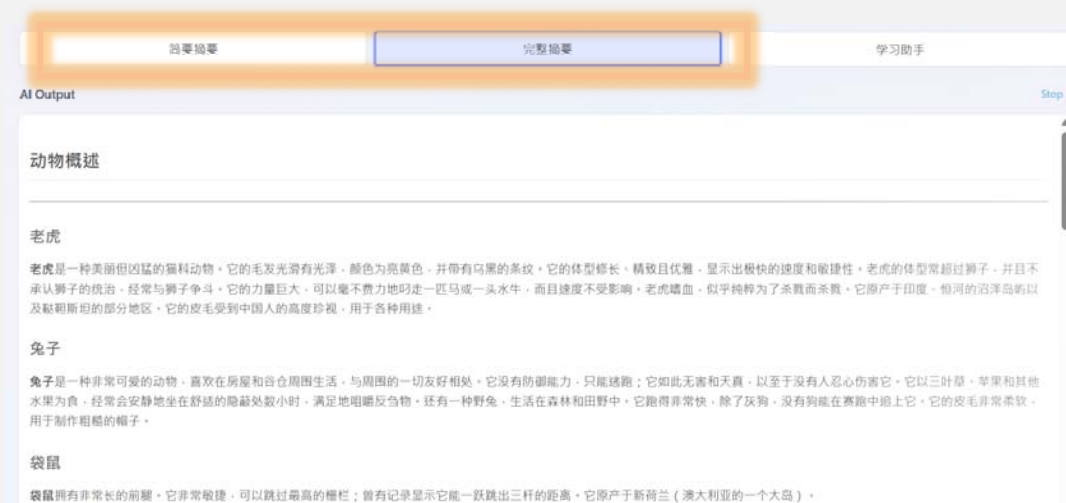 简要摘要
完整摘要
学习助手
AI Output
Stop
动物概述
老虎
老虎是一种美丽但凶猛的猫科动物。它的毛发光滑有光泽，颜色为亮黄色，并带有乌黑的条纹。它的体型修长、精致且优雅，显示出极快的速度和敏捷性。老虎的体型常超过狮子，并且不
承认狮子的统治，经常与狮子争斗。它的力量巨大，可以毫不费力地叼走一匹马或一头水牛，而且速度不受影响。老虎嗜血，似乎纯粹为了杀戮而杀戮。它原产于印度、恒河的沼泽岛屿以
及鞑靼斯坦的部分地区。它的皮毛受到中国人的高度珍视，用于各种用途。
兔子
兔子是一种非常可爱的动物，喜欢在房屋和谷仓周围生活，与周围的一切友好相处。它没有防御能力，只能逃跑；它如此无害和天真，以至于没有人忍心伤害它。它以三叶草、苹果和其他
水果为食，经常会安静地坐在舒适的隐蔽处数小时，满足地咀嚼反刍物。还有一种野兔，生活在森林和田野中。它跑得非常快，除了灰狗，没有狗能在赛跑中追上它。它的皮毛非常柔软，
用于制作粗糙的帽子。
袋鼠
袋鼠拥有非常长的前腿。它非常敏捷，可以跳过最高的栅栏；曾有记录显示它能一跃跳出三杆的距离。它原产于新荷兰（澳大利亚的一个大岛）。